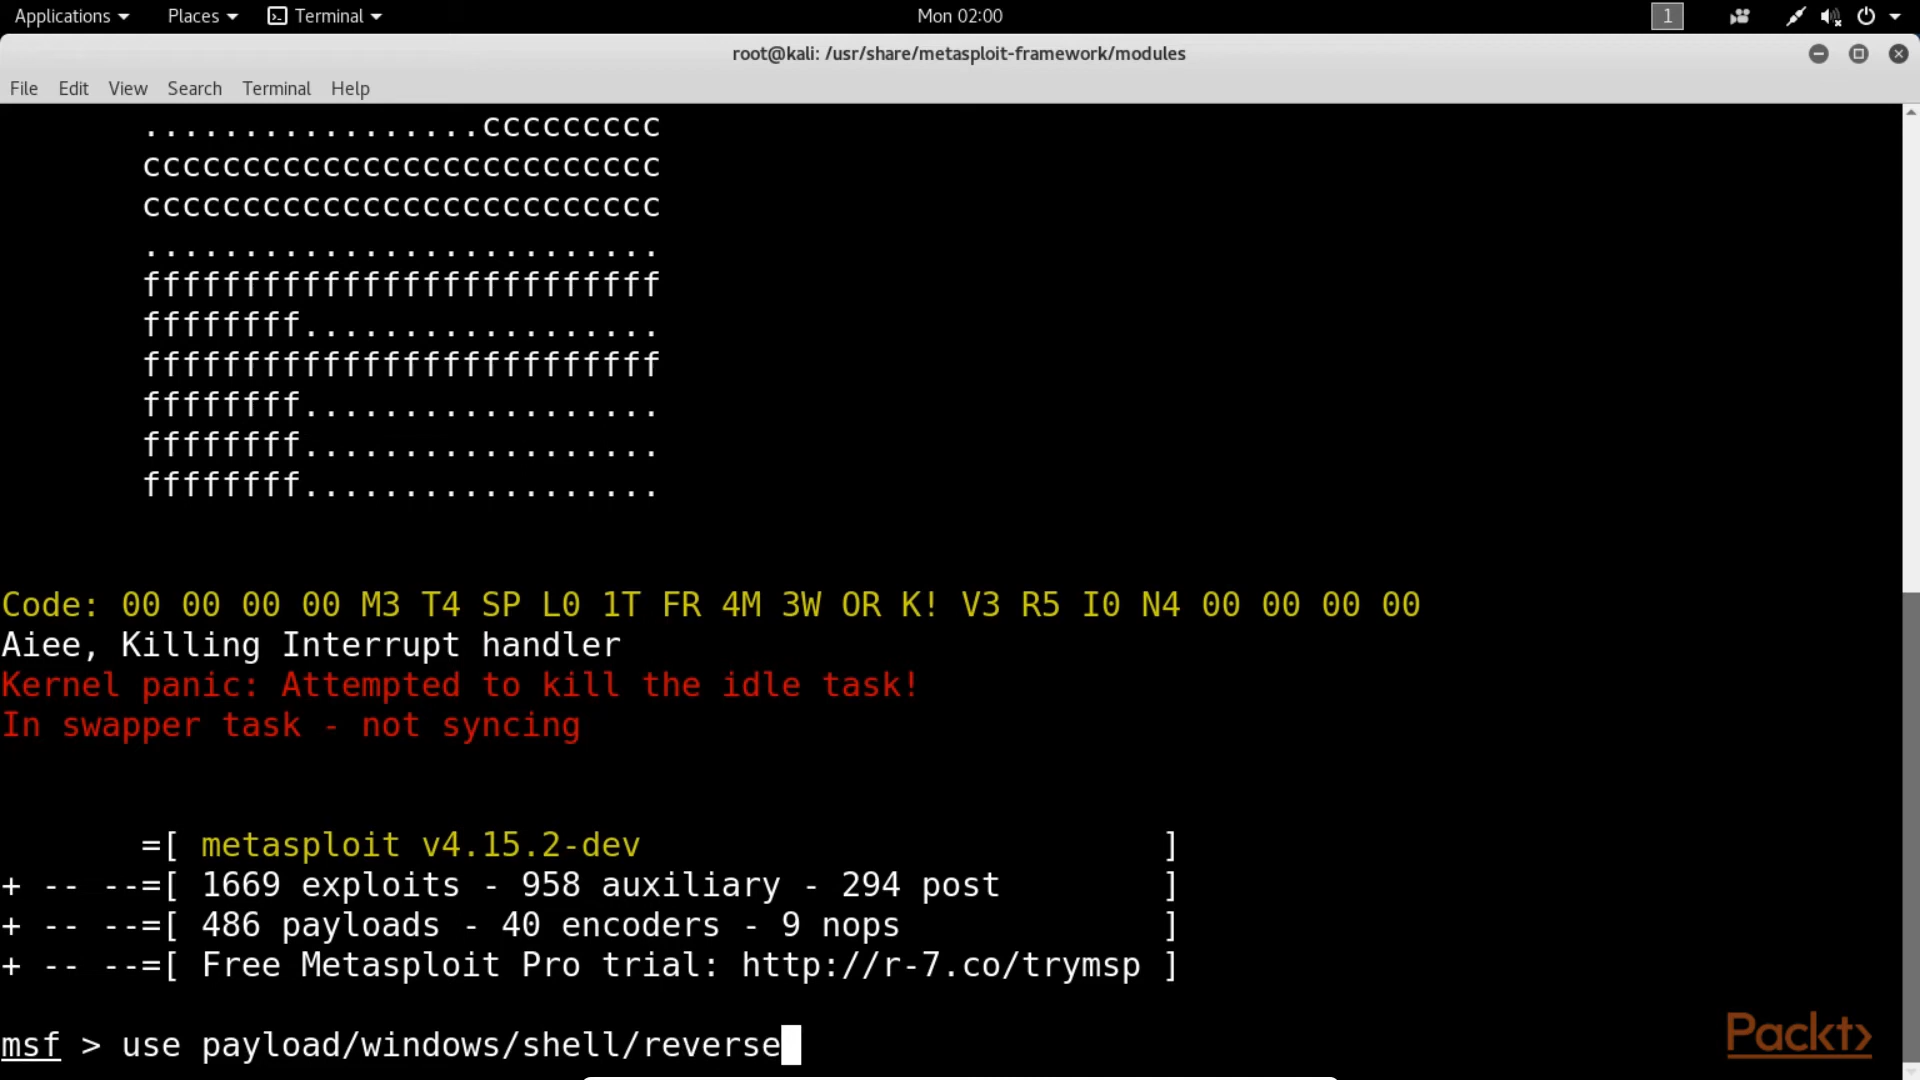 Applications Places Terminal Mon 02:00 1
root@kali: /usr/share/metasploit-framework/modules
File Edit View Search Terminal Help
.................ccccccccc
cccccccccccccccccccccccccc
cccccccccccccccccccccccccc
..........................
ffffffffffffffffffffffffff
ffffffff..................
ffffffffffffffffffffffffff
ffffffff..................
ffffffff..................
ffffffff..................
Code: 00 00 00 00 M3 T4 SP L0 1T FR 4M 3W OR K! V3 R5 I0 N4 00 00 00 00
Aiee, Killing Interrupt handler
Kernel panic: Attempted to kill the idle task!
In swapper task - not syncing
=[ metasploit v4.15.2-dev ]
+ -- --=[ 1669 exploits - 958 auxiliary - 294 post ]
+ -- --=[ 486 payloads - 40 encoders - 9 nops ]
+ -- --=[ Free Metasploit Pro trial: http://r-7.co/trymsp ]
msf > use payload/windows/shell/reverse
Packt>